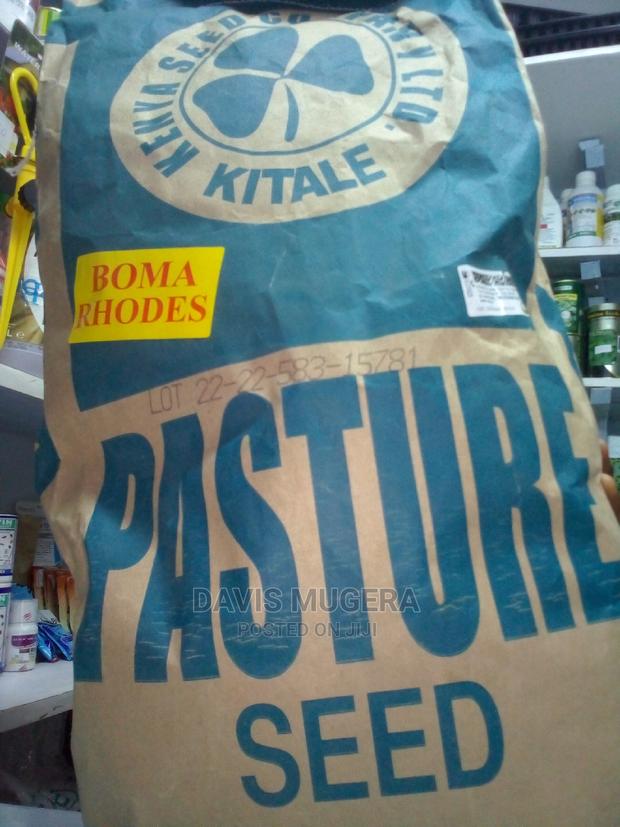 KENYA SEED CO
LTD.
KITALE
BOMA
RHODES
LOT 22-22-583-15781
PASTURE
SEED
DAVIS MUGERA
POSTED ON JIJI